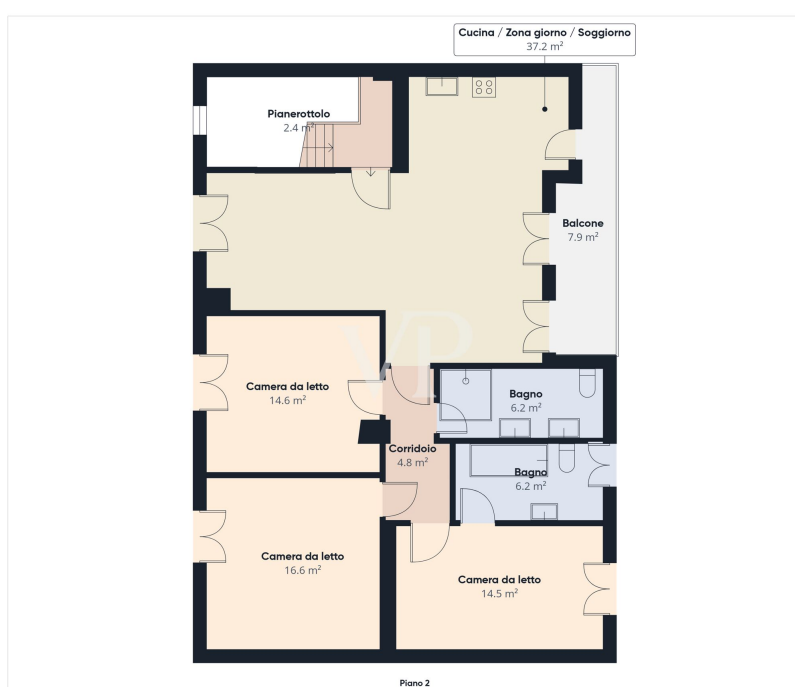 Cucina / Zona giorno / Soggiorno
37.2 m²
Pianerottolo
2.4 m²
Balcone
7.9 m²
VP
Camera da letto
14.6 m²
Bagno
6.2 m²
Corridoio
4.8 m²
Bagno
6.2 m²
Camera da letto
16.6 m²
Camera da letto
14.5 m²
Piano 2